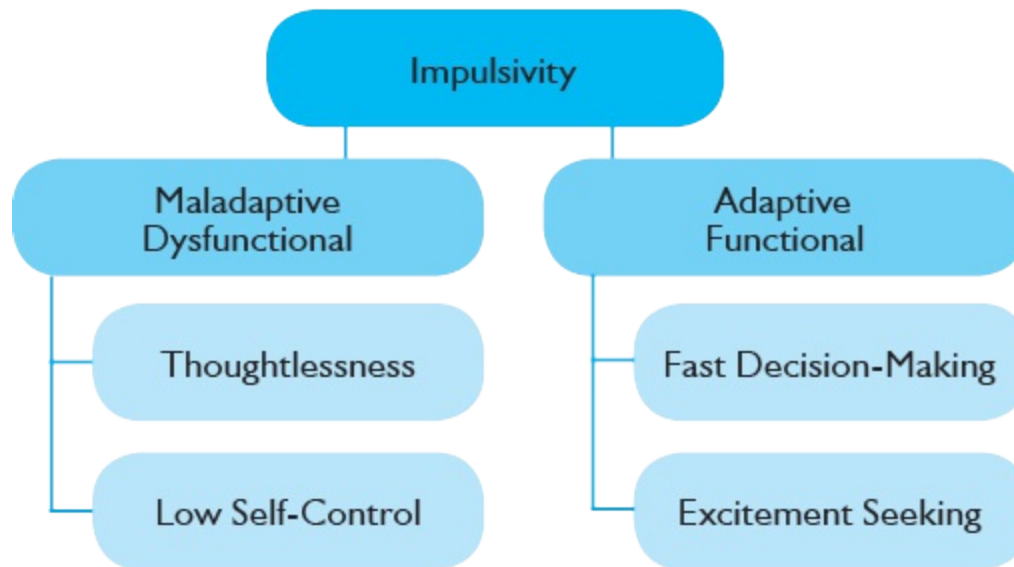 Impulsivity
Maladaptive
Dysfunctional
Thoughtlessness
Low Self-Control
Adaptive
Functional
Fast Decision-Making
Excitement Seeking